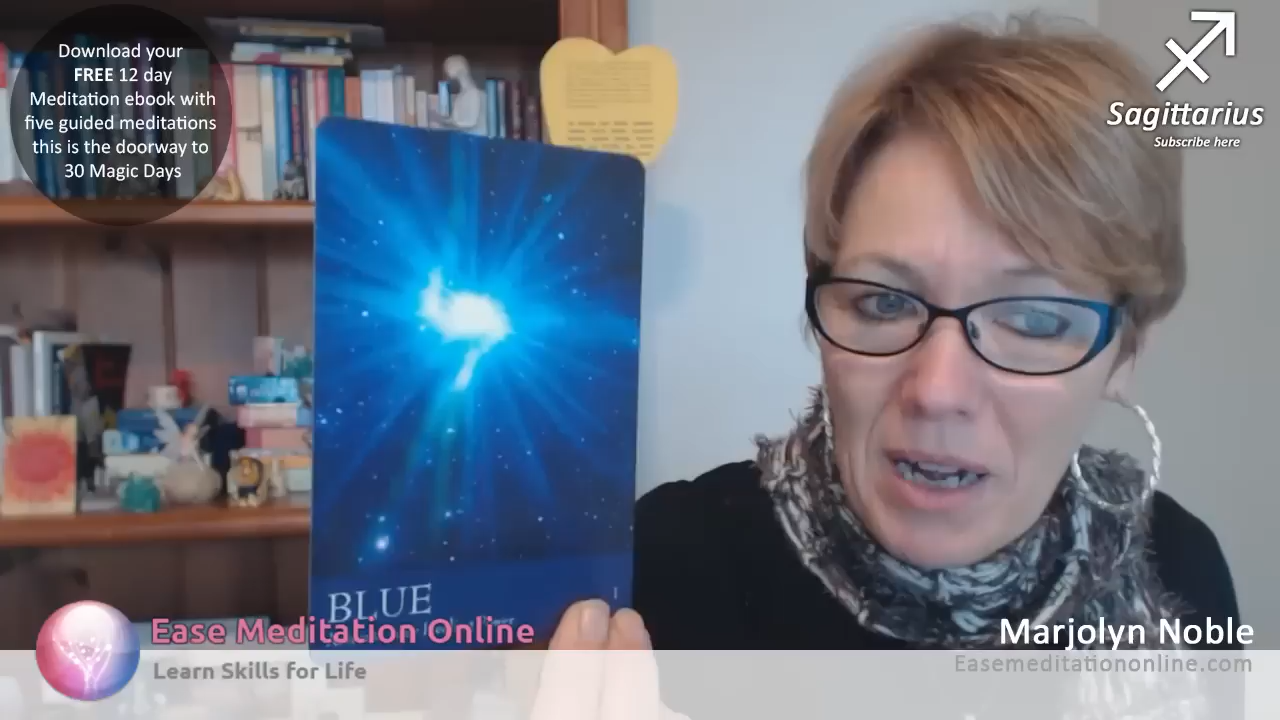 Download your
FREE 12 day
Meditation ebook with
five guided meditations
this is the doorway to
30 Magic Days
Sagittarius
Subscribe here
BLUE
1
Ease Meditation Online
Learn Skills for Life
Marjolyn Noble
Easemeditationonline.com